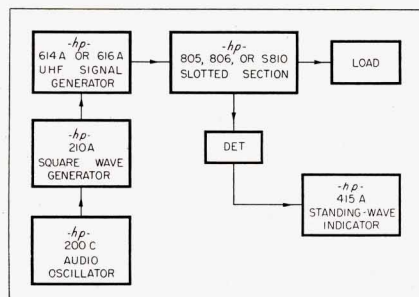 -hp-
614A OR 616A
UHF SIGNAL
GENERATOR
-hp-
805, 806, OR S810
SLOTTED SECTION
LOAD
-hp-
210A
SQUARE WAVE
GENERATOR
DET
-hp-
415A
STANDING-WAVE
INDICATOR
-hp-
200C
AUDIO
OSCILLATOR